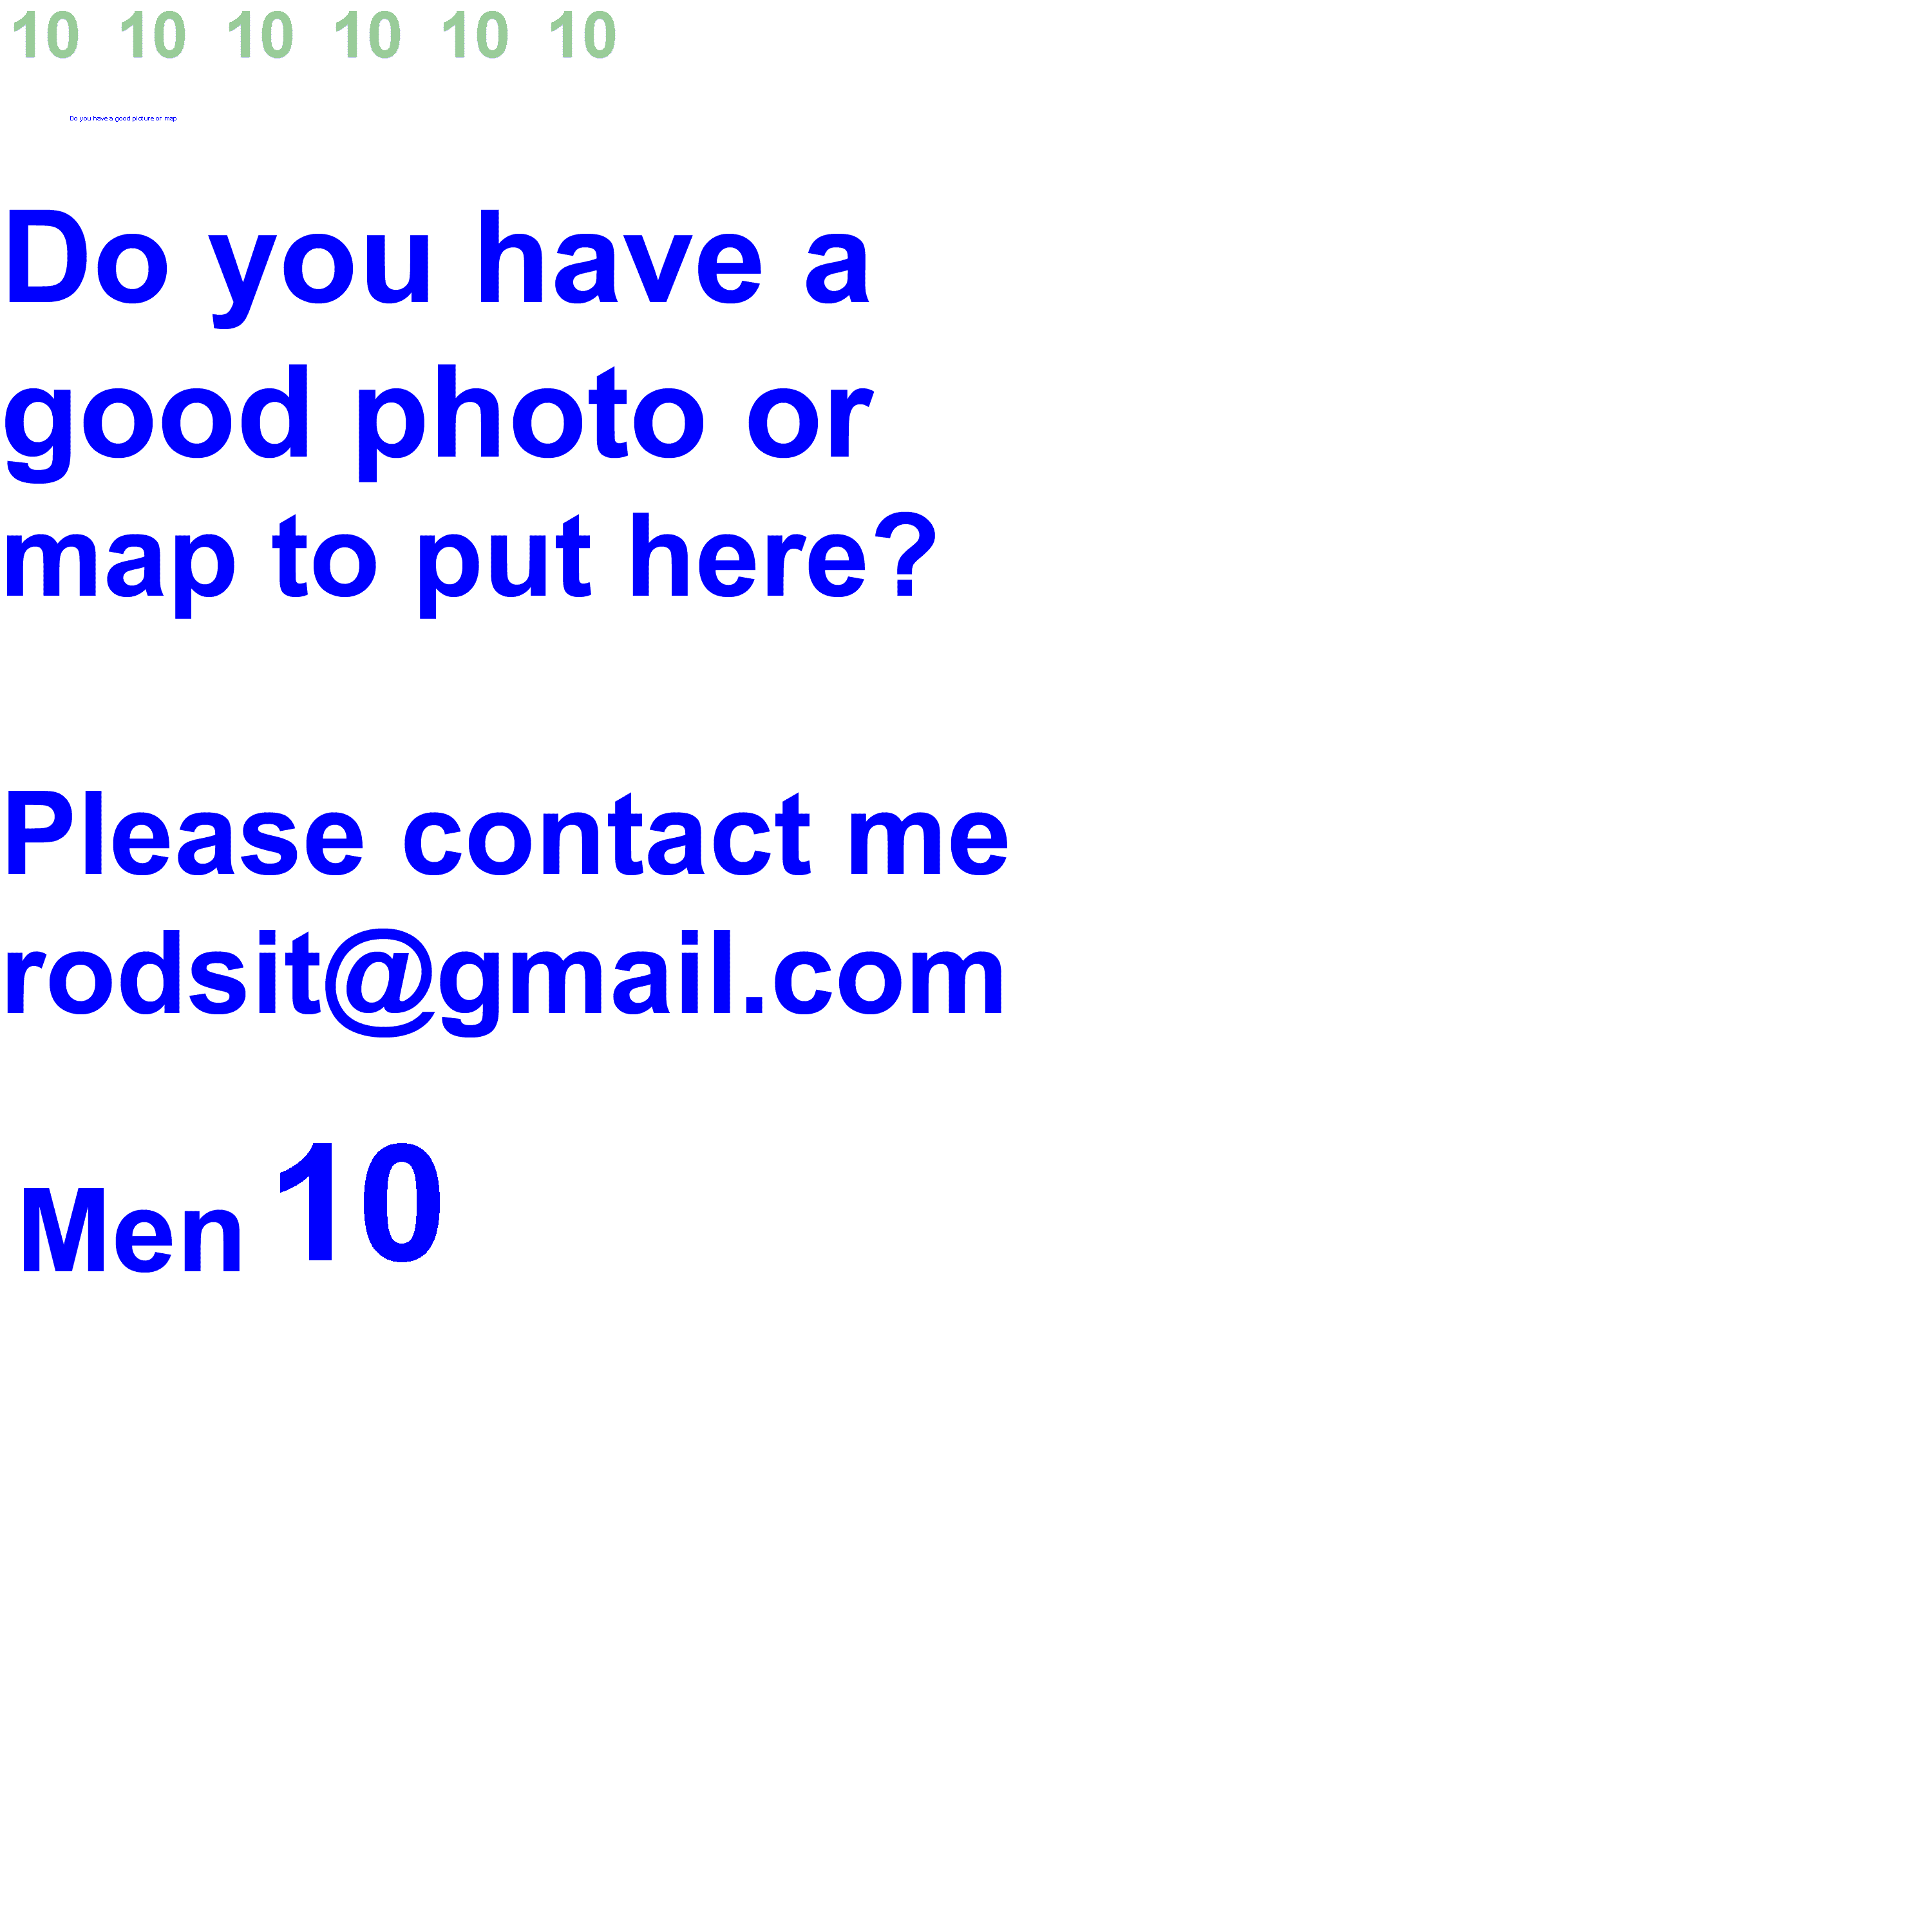 10 10 10 10 10 10
Do you have a good picture or map
Do you have a
good photo or
map to put here?
Please contact me
rodsit@gmail.com
Men 10